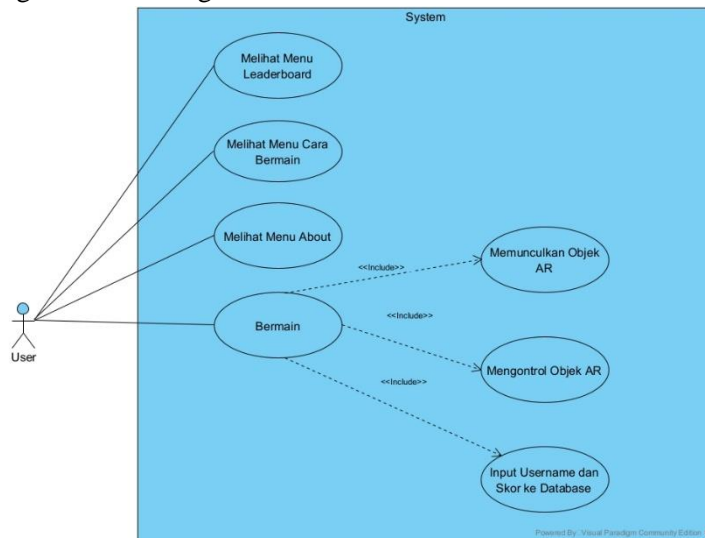 System
Melihat Menu
Leaderboard
Melihat Menu Cara
Bermain
Melihat Menu About
<<Include>>
Memunculkan Objek
AR
Bermain
<<Include>>
Mengontrol Objek AR
User
<<Include>>
Input Username dan
Skor ke Database
Powered By Visual Paradigm Community Edition